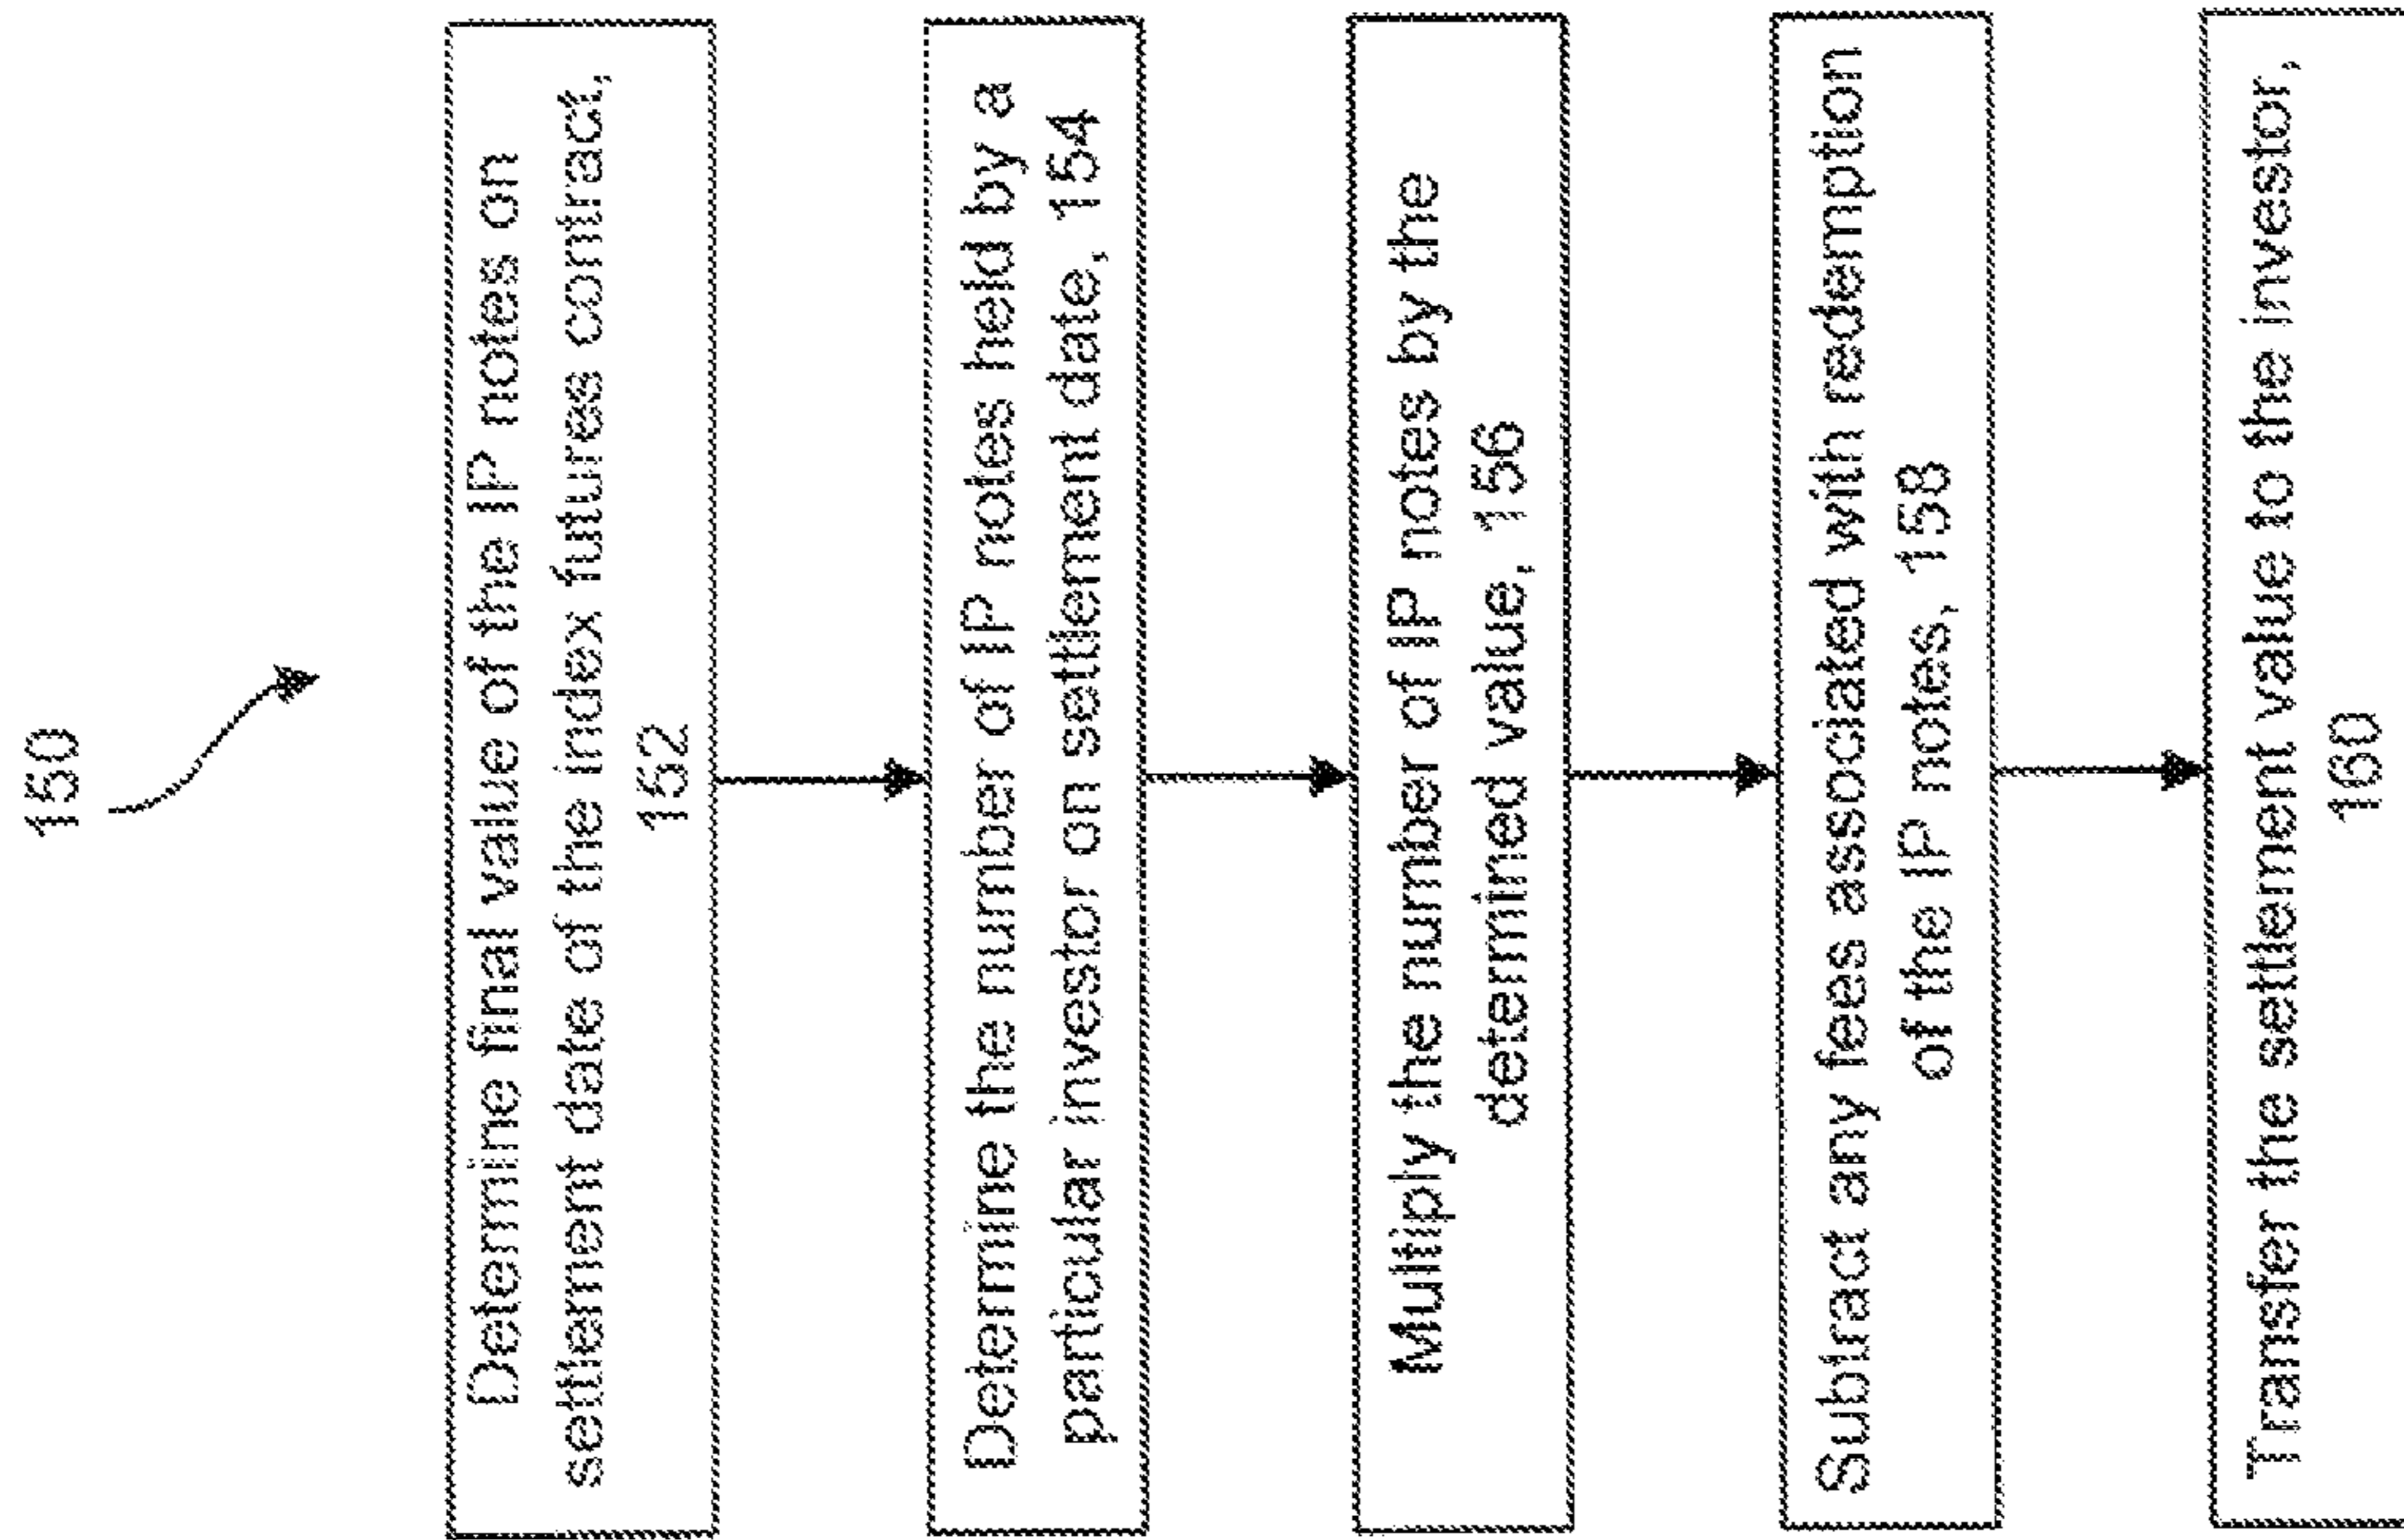 150
Determine final value of the IP notes on
settlement date of the index futures contract,
152
Determine the number of IP notes held by a
particular investor on settlement date, 154
Multiply the number of IP notes by the
determined value, 156
Subtract any fees associated with redemption
of the IP notes, 158
Transfer the settlement value to the investor,
160